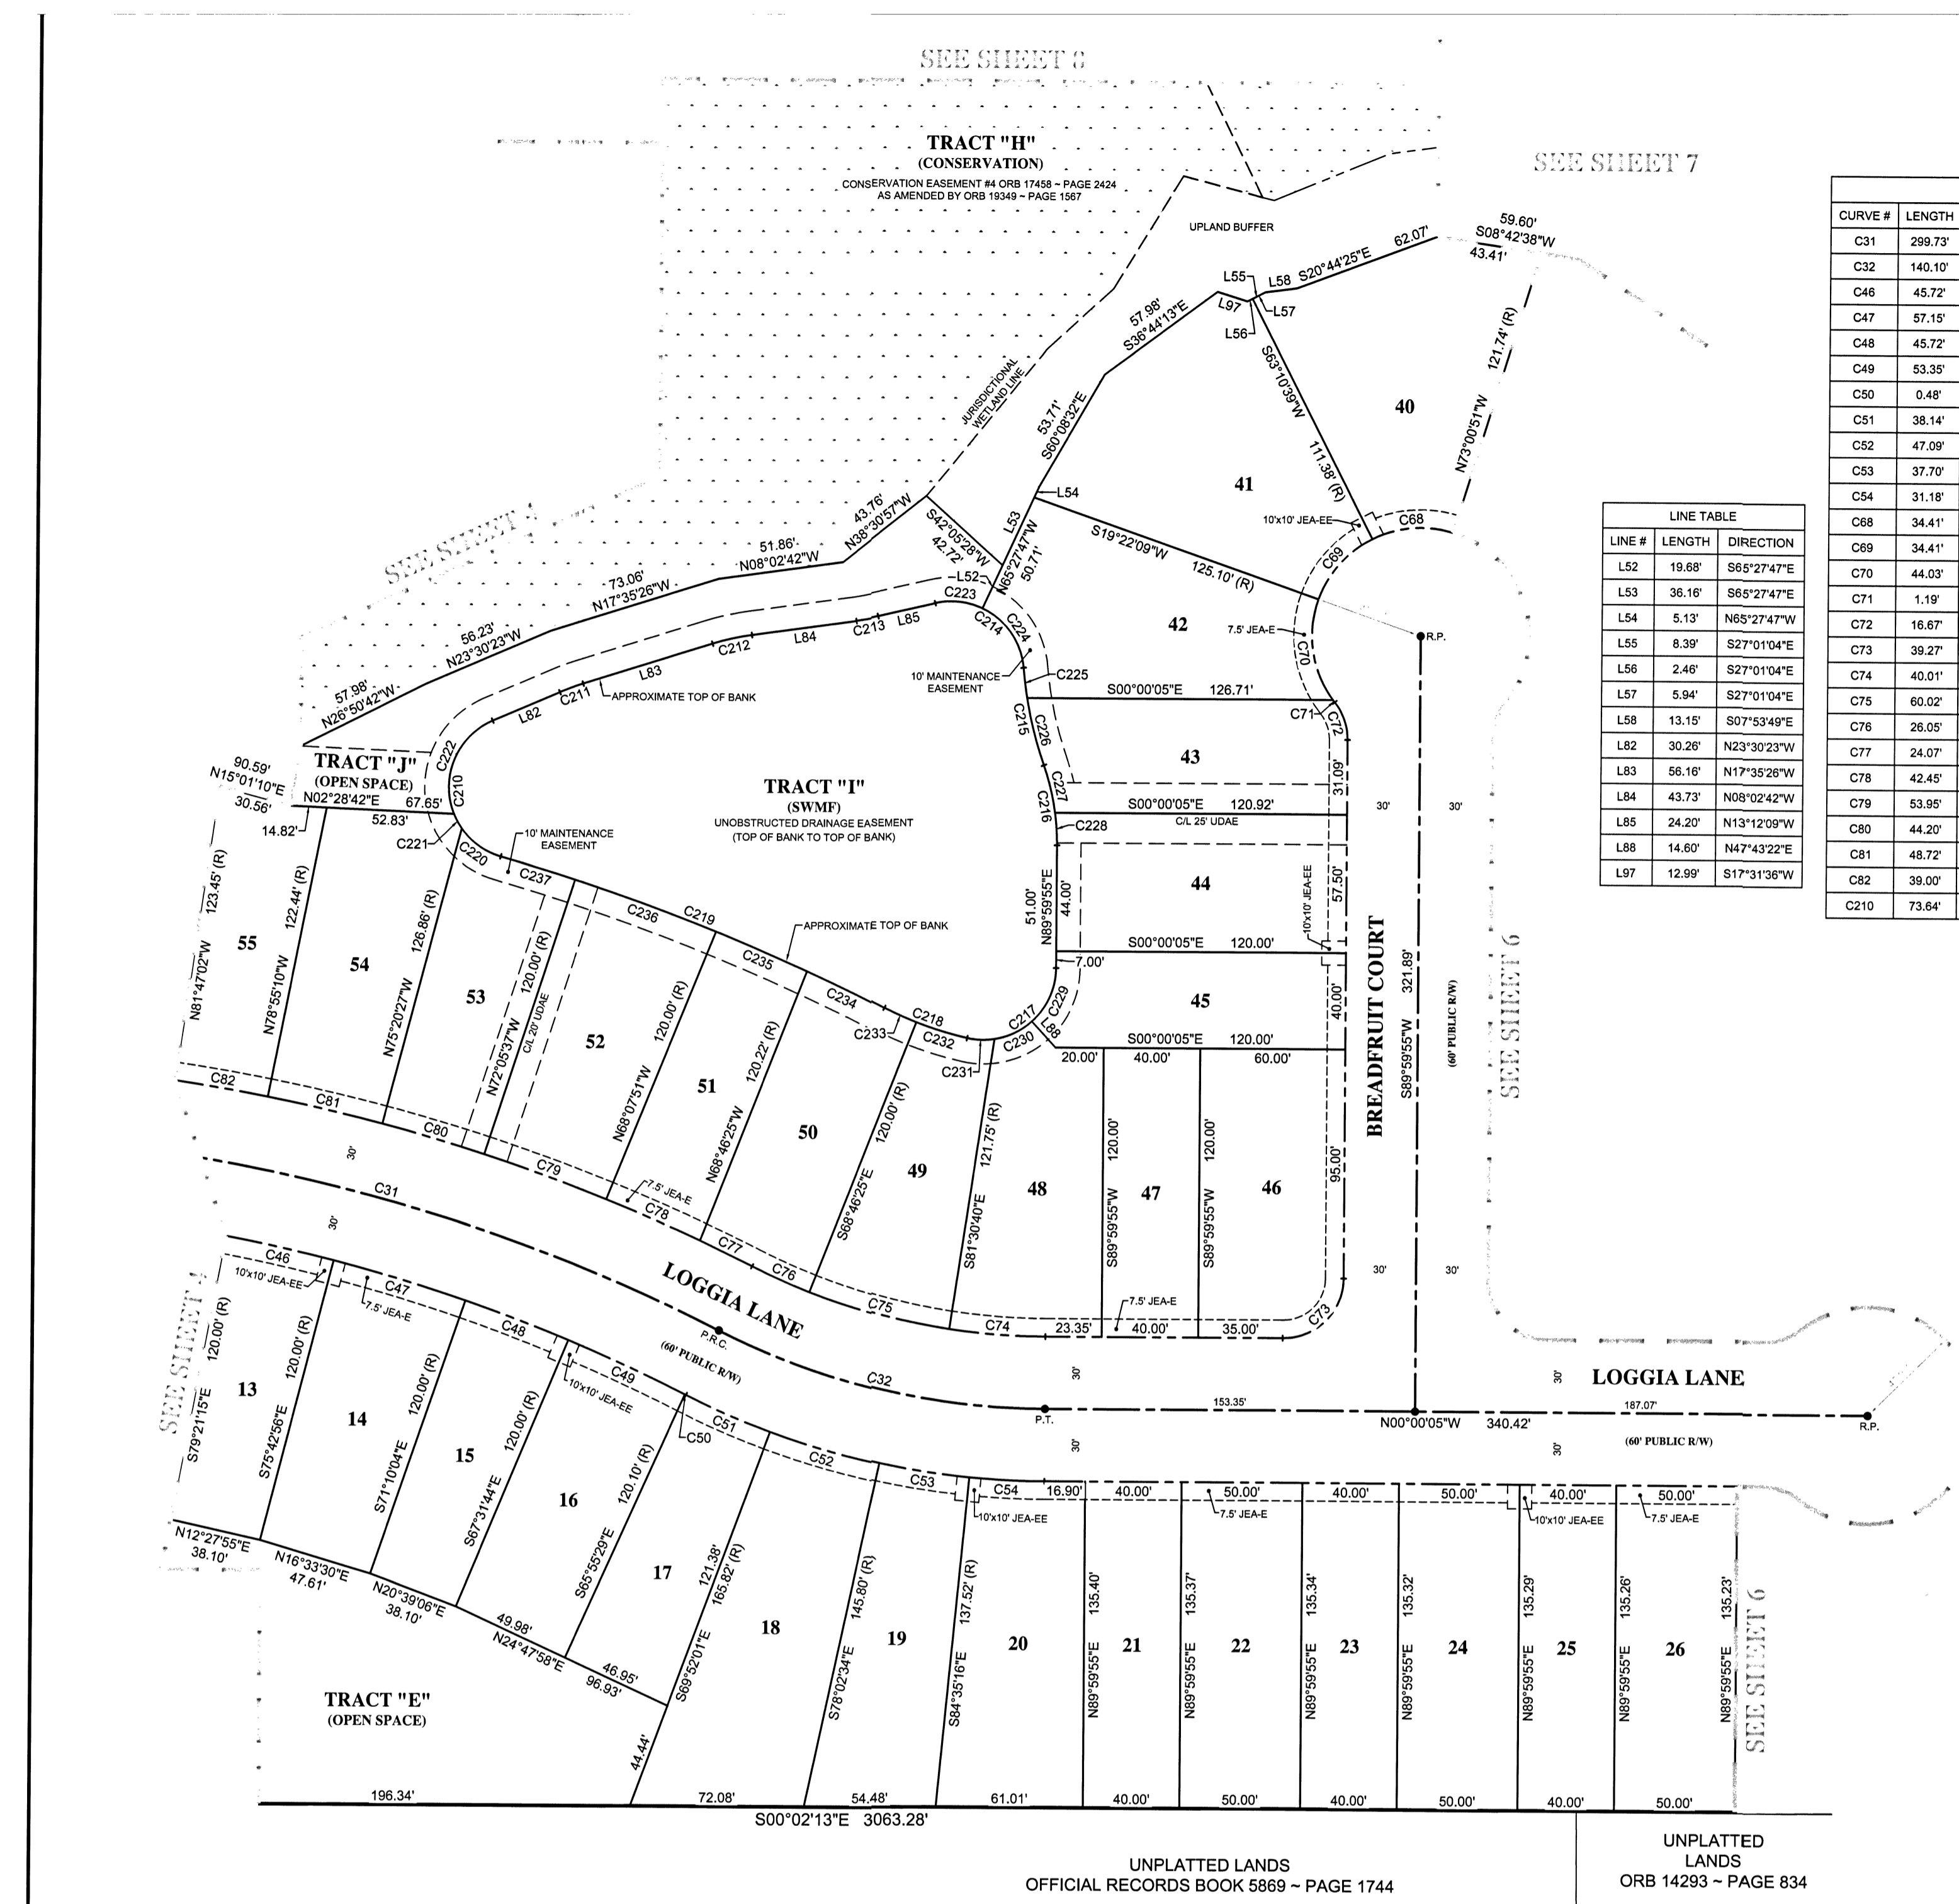 SEE SHEET 8
TRACT "H"
(CONSERVATION)
CONSERVATION EASEMENT #4 ORB 17458 ~ PAGE 2424
AS AMENDED BY ORB 19349 ~ PAGE 1567
SEE SHEET 7
UPLAND BUFFER
59.60'
S08°42'38"W
43.41'
62.07'
S20°44'25"E
L55
L58
L57
L97
L56
57.98'
S36°44'13"E
S63°10'39"W
111.38' (R)
121.74' (R)
N73°00'51"W
40
JURISDICTIONAL
WETLAND LINE
53.71'
S60°08'32"E
41
L54
10'x10' JEA-EE
C68
C69
S19°22'09"W
125.10' (R)
L53
N65°27'47"W
50.71'
S42°05'28"W
42.72'
43.76'
N38°30'57"W
51.86'
N08°02'42"W
SEE SHEET 4
73.06'
N17°35'26"W
56.23'
N23°30'23"W
57.98'
N26°50'42"W
L52
C223
C214
C224
42
7.5' JEA-E
C70
R.P.
L85
C213
L84
C212
L83
C211
L82
APPROXIMATE TOP OF BANK
10' MAINTENANCE
EASEMENT
C225
S00°00'05"E 126.71'
C71
C72
C215
C226
43
31.09'
C222
C210
90.59'
N15°01'10"E
30.56'
TRACT "J"
(OPEN SPACE)
N02°28'42"E 67.65'
52.83'
14.82'
C221
C220
TRACT "I"
(SWMF)
UNOBSTRUCTED DRAINAGE EASEMENT
(TOP OF BANK TO TOP OF BANK)
C227
C216
S00°00'05"E 120.92'
C/L 25' UDAE
C228
30'
30'
10' MAINTENANCE
EASEMENT
C237
C236
C219
APPROXIMATE TOP OF BANK
C235
C234
C233
C218
C232
C231
C230
C217
C229
L88
51.00'
N89°59'55"E
44.00'
44
10'x10' JEA-EE
57.50'
S00°00'05"E 120.00'
7.00'
45
40.00'
S00°00'05"E 120.00'
20.00'
40.00'
60.00'
BREADFRUIT COURT
S89°59'55"W 321.89'
(60' PUBLIC R/W)
SEE SHEET 6
N81°47'02"W 123.45' (R)
55
N78°55'10"W 122.44' (R)
54
N75°20'27"W 126.86' (R)
53
N72°05'37"W 120.00' (R)
C/L 20' UDAE
52
N68°07'51"W 120.00' (R)
51
N68°46'25"W 120.22' (R)
50
S68°46'25"E 120.00' (R)
49
S81°30'40"E 121.75' (R)
48
S89°59'55"W 120.00'
47
S89°59'55"W 120.00'
46
95.00'
C82
C81
C80
C79
7.5' JEA-E
C78
C77
C76
C75
C74
23.35'
40.00'
7.5' JEA-E
35.00'
C73
30'
30'
30'
C31
30'
LOGGIA LANE
P.R.C.
(60' PUBLIC R/W)
C32
P.T.
30'
30'
153.35'
N00°00'05"W 340.42'
187.07'
R.P.
30'
30'
LOGGIA LANE
(60' PUBLIC R/W)
C46
10'x10' JEA-EE
C47
7.5' JEA-E
C48
C49
10'x10' JEA-EE
C50
C51
C52
C53
C54
16.90'
40.00'
50.00'
40.00'
50.00'
40.00'
50.00'
10'x10' JEA-EE
7.5' JEA-E
10'x10' JEA-EE
7.5' JEA-E
SEE SHEET 4
13
S79°21'15"E 120.00' (R)
S75°42'56"E 120.00' (R)
14
S71°10'04"E 120.00' (R)
15
S67°31'44"E 120.00' (R)
16
S65°55'29"E 120.10' (R)
17
121.38'
S69°52'01"E 165.82' (R)
44.44'
18
S78°02'34"E 145.80' (R)
19
S84°35'16"E 137.52' (R)
20
N89°59'55"E 135.40'
21
N89°59'55"E 135.37'
22
N89°59'55"E 135.34'
23
N89°59'55"E 135.32'
24
N89°59'55"E 135.29'
25
N89°59'55"E 135.26'
26
N89°59'55"E 135.23'
SEE SHEET 6
N12°27'55"E
38.10'
N16°33'30"E
47.61'
N20°39'06"E
38.10'
49.98'
N24°47'58"E
46.95'
96.93'
TRACT "E"
(OPEN SPACE)
196.34'
72.08'
54.48'
61.01'
40.00'
50.00'
40.00'
50.00'
40.00'
50.00'
S00°02'13"E 3063.28'
UNPLATTED LANDS
OFFICIAL RECORDS BOOK 5869 ~ PAGE 1744
UNPLATTED
LANDS
ORB 14293 ~ PAGE 834
LINE TABLE
LINE # LENGTH DIRECTION
L52 19.68' S65°27'47"E
L53 36.16' S65°27'47"E
L54 5.13' N65°27'47"W
L55 8.39' S27°01'04"E
L56 2.46' S27°01'04"E
L57 5.94' S27°01'04"E
L58 13.15' S07°53'49"E
L82 30.26' N23°30'23"W
L83 56.16' N17°35'26"W
L84 43.73' N08°02'42"W
L85 24.20' N13°12'09"W
L88 14.60' N47°43'22"E
L97 12.99' S17°31'36"W
CURVE # LENGTH
C31 299.73'
C32 140.10'
C46 45.72'
C47 57.15'
C48 45.72'
C49 53.35'
C50 0.48'
C51 38.14'
C52 47.09'
C53 37.70'
C54 31.18'
C68 34.41'
C69 34.41'
C70 44.03'
C71 1.19'
C72 16.67'
C73 39.27'
C74 40.01'
C75 60.02'
C76 26.05'
C77 24.07'
C78 42.45'
C79 53.95'
C80 44.20'
C81 48.72'
C82 39.00'
C210 73.64'